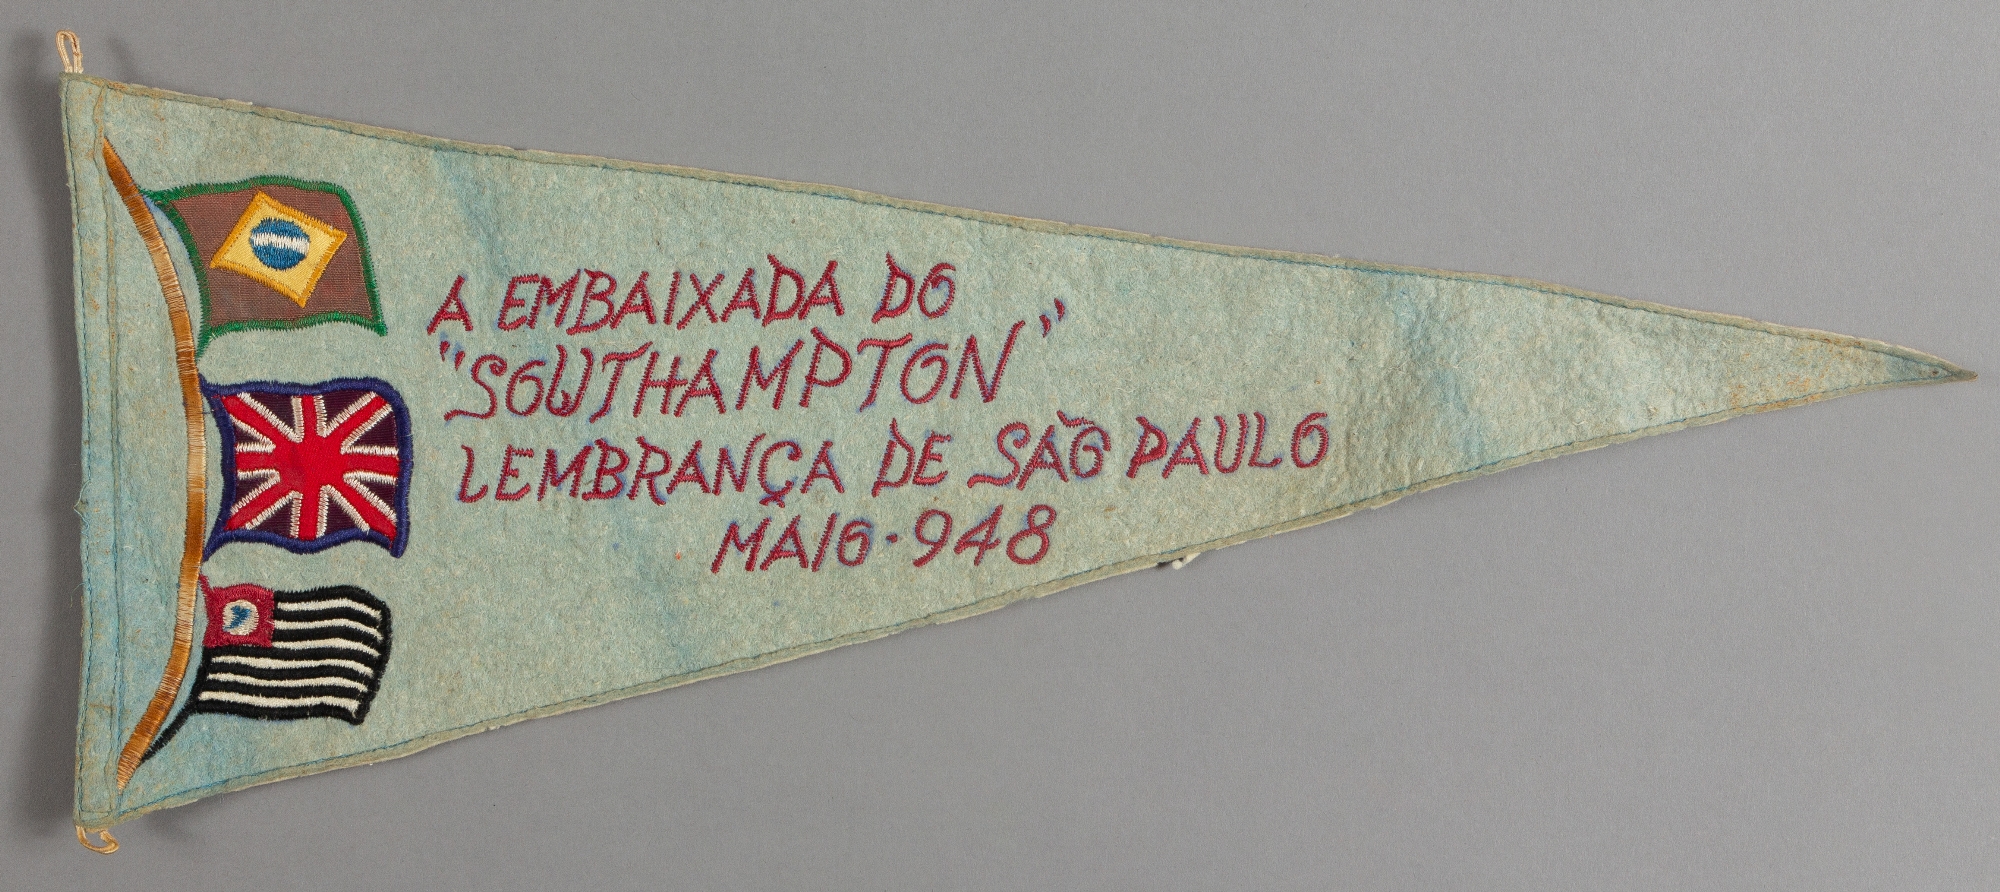 A EMBAIXADA DO
"SOUTHAMPTON"
LEMBRANÇA DE SÃO PAULO
MAIO·948